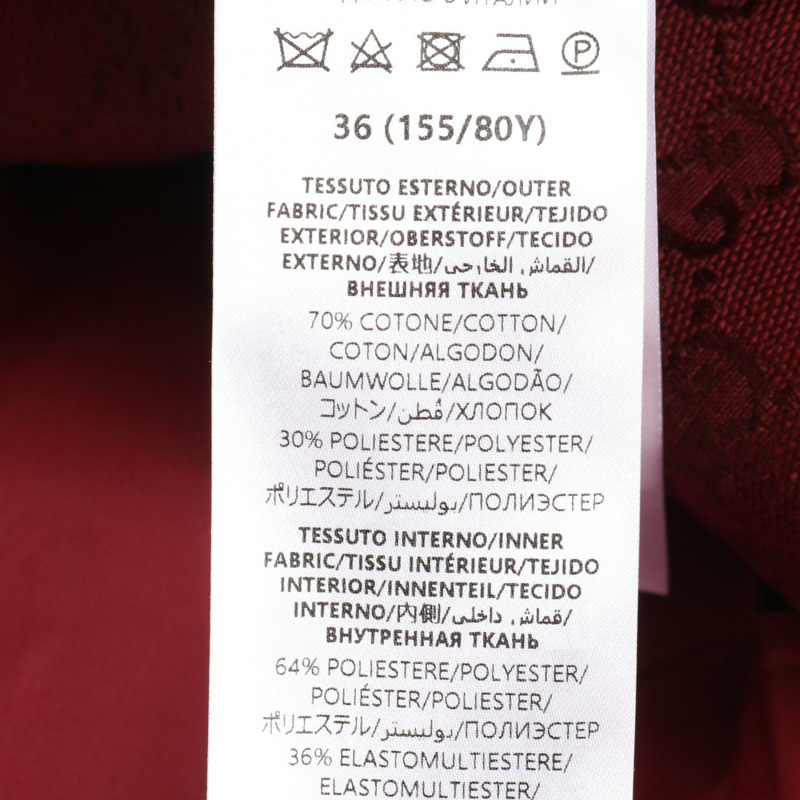 P
36 (155/80Y)
TESSUTO ESTERNO/OUTER
FABRIC/TISSU EXTÉRIEUR/TEJIDO
EXTERIOR/OBERSTOFF/TECIDO
EXTERNO/表地/القماش الخارجى/
ВНЕШНЯЯ ТКАНЬ
70% COTONE/COTTON/
COTON/ALGODON/
BAUMWOLLE/ALGODÃO/
コットン/قُطن/ХЛОПОК
30% POLIESTERE/POLYESTER/
POLIÉSTER/POLIESTER/
ポリエステル/بوليستر/ПОЛИЭСТЕР
TESSUTO INTERNO/INNER
FABRIC/TISSU INTÉRIEUR/TEJIDO
INTERIOR/INNENTEIL/TECIDO
INTERNO/内側/قماش داخلى/
ВНУТРЕННАЯ ТКАНЬ
64% POLIESTERE/POLYESTER/
POLIÉSTER/POLIESTER/
ポリエステル/بوليستر/ПОЛИЭСТЕР
36% ELASTOMULTIESTERE/
ELASTOMULTIESTER/